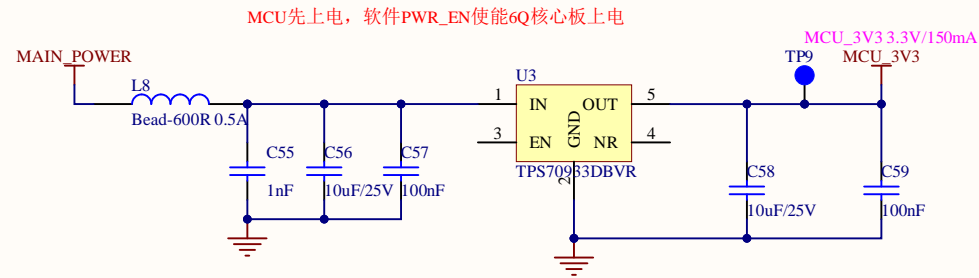 MCU先上电，软件PWR_EN使能6Q核心板上电
MCU_3V3 3.3V/150mA
MAIN_POWER
TP9
MCU_3V3
L8
Bead-600R 0.5A
U3
1
IN
OUT
5
3
EN
GND
NR
4
TPS70933DBVR
2
C55
1nF
C56
10uF/25V
C57
100nF
C58
10uF/25V
C59
100nF